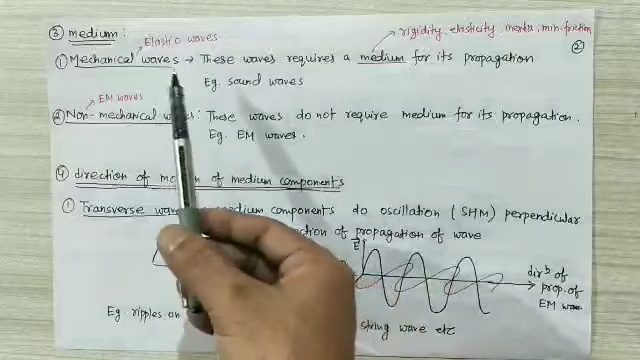 rigidity, elasticity, inertia, min. friction
③ medium:
②
Elastic waves
① Mechanical waves → These waves requires a medium for its propagation
Eg. sound waves
EM waves
② Non-mechanical : These waves do not require medium for its propagation.
Eg. EM waves.
④ direction of motion of medium components
① Transverse medium components do oscillation (SHM) perpendicular
direction of propagation of wave
E
dirⁿ of
prop. of
EM wave
Eg. ripples on string wave etc